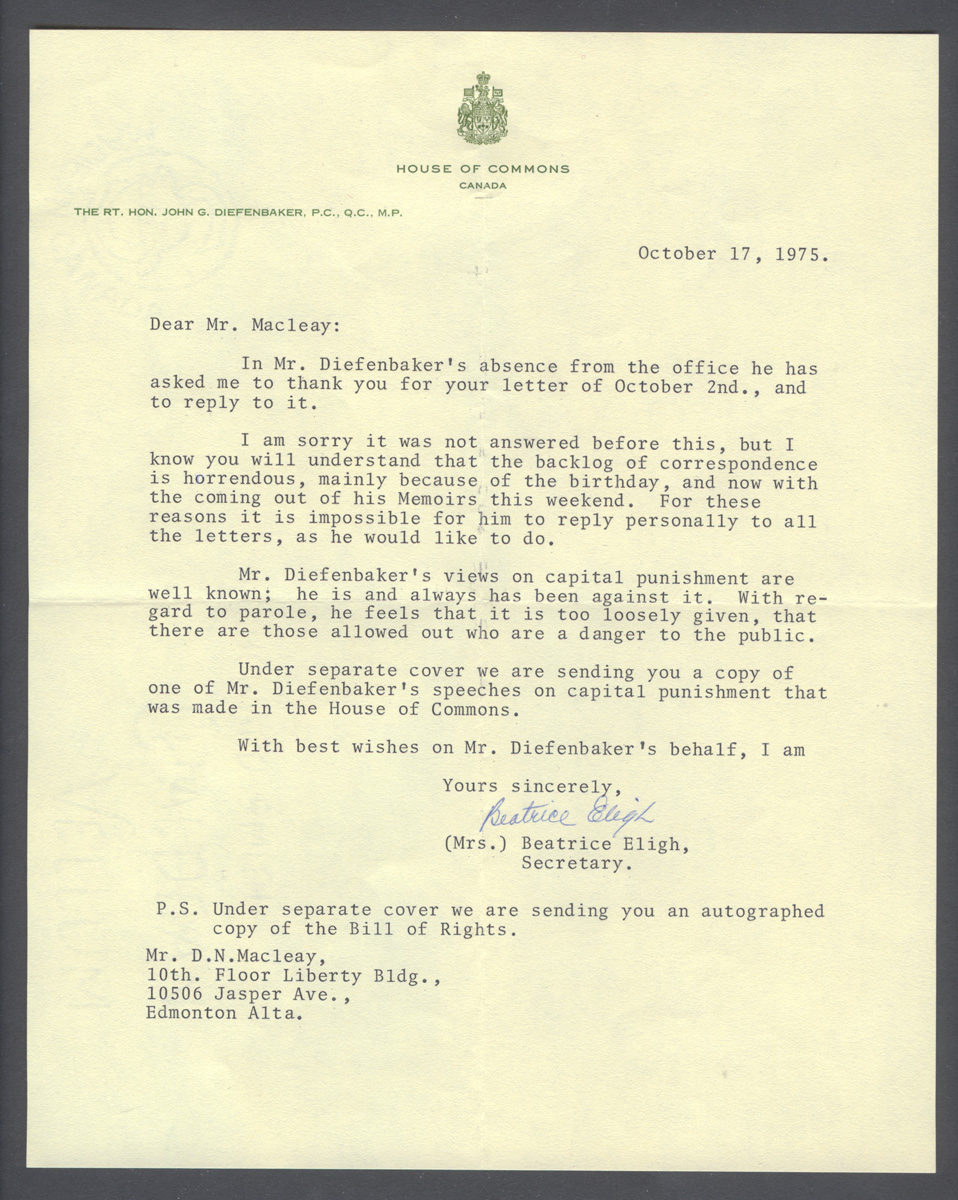 HOUSE OF COMMONS
CANADA
THE RT. HON. JOHN G. DIEFENBAKER, P.C., Q.C., M.P.
October 17, 1975.
Dear Mr. Macleay:
In Mr. Diefenbaker's absence from the office he has
asked me to thank you for your letter of October 2nd., and
to reply to it.
I am sorry it was not answered before this, but I
know you will understand that the backlog of correspondence
is horrendous, mainly because of the birthday, and now with
the coming out of his Memoirs this weekend. For these
reasons it is impossible for him to reply personally to all
the letters, as he would like to do.
Mr. Diefenbaker's views on capital punishment are
well known; he is and always has been against it. With re-
gard to parole, he feels that it is too loosely given, that
there are those allowed out who are a danger to the public.
Under separate cover we are sending you a copy of
one of Mr. Diefenbaker's speeches on capital punishment that
was made in the House of Commons.
With best wishes on Mr. Diefenbaker's behalf, I am
Yours sincerely,
Beatrice Eligh
(Mrs.) Beatrice Eligh,
Secretary.
P.S. Under separate cover we are sending you an autographed
copy of the Bill of Rights.
Mr. D.N.Macleay,
10th. Floor Liberty Bldg.,
10506 Jasper Ave.,
Edmonton Alta.